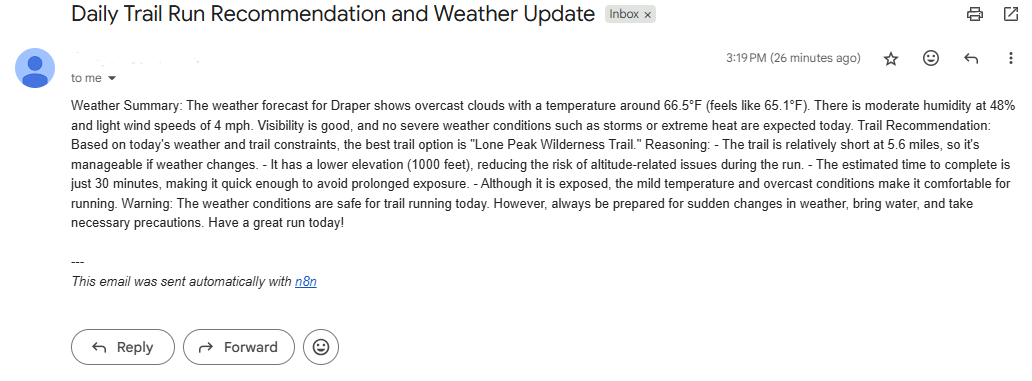 Daily Trail Run Recommendation and Weather Update Inbox ×
3:19 PM (26 minutes ago)
to me
Weather Summary: The weather forecast for Draper shows overcast clouds with a temperature around 66.5°F (feels like 65.1°F). There is moderate humidity at 48%
and light wind speeds of 4 mph. Visibility is good, and no severe weather conditions such as storms or extreme heat are expected today. Trail Recommendation:
Based on today's weather and trail constraints, the best trail option is "Lone Peak Wilderness Trail." Reasoning: - The trail is relatively short at 5.6 miles, so it's
manageable if weather changes. - It has a lower elevation (1000 feet), reducing the risk of altitude-related issues during the run. - The estimated time to complete is
just 30 minutes, making it quick enough to avoid prolonged exposure. - Although it is exposed, the mild temperature and overcast conditions make it comfortable for
running. Warning: The weather conditions are safe for trail running today. However, always be prepared for sudden changes in weather, bring water, and take
necessary precautions. Have a great run today!
---
This email was sent automatically with n8n
Reply Forward